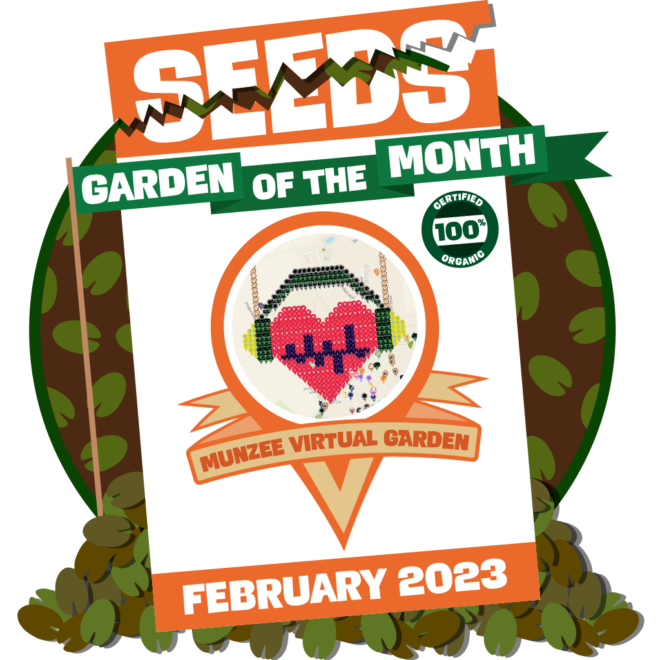 SEEDS
GARDEN OF THE MONTH
CERTIFIED
100%
ORGANIC
MUNZEE VIRTUAL GARDEN
FEBRUARY 2023